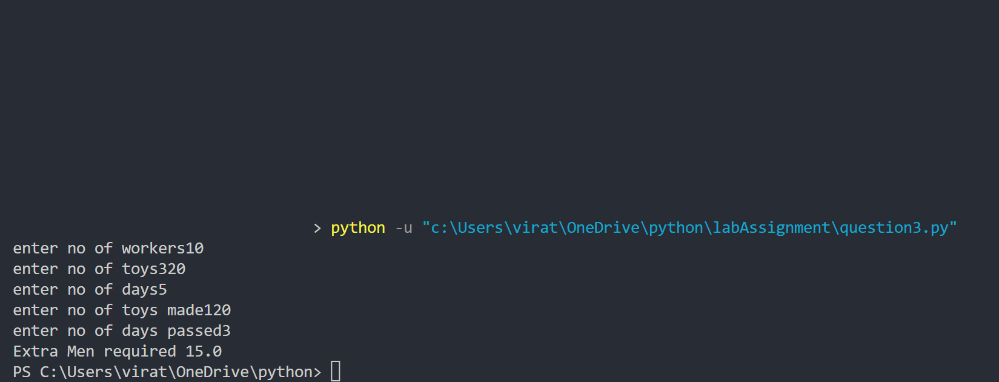 > python -u "c:\Users\virat\OneDrive\python\labAssignment\question3.py"
enter no of workers10
enter no of toys320
enter no of days5
enter no of toys made120
enter no of days passed3
Extra Men required 15.0
PS C:\Users\virat\OneDrive\python>